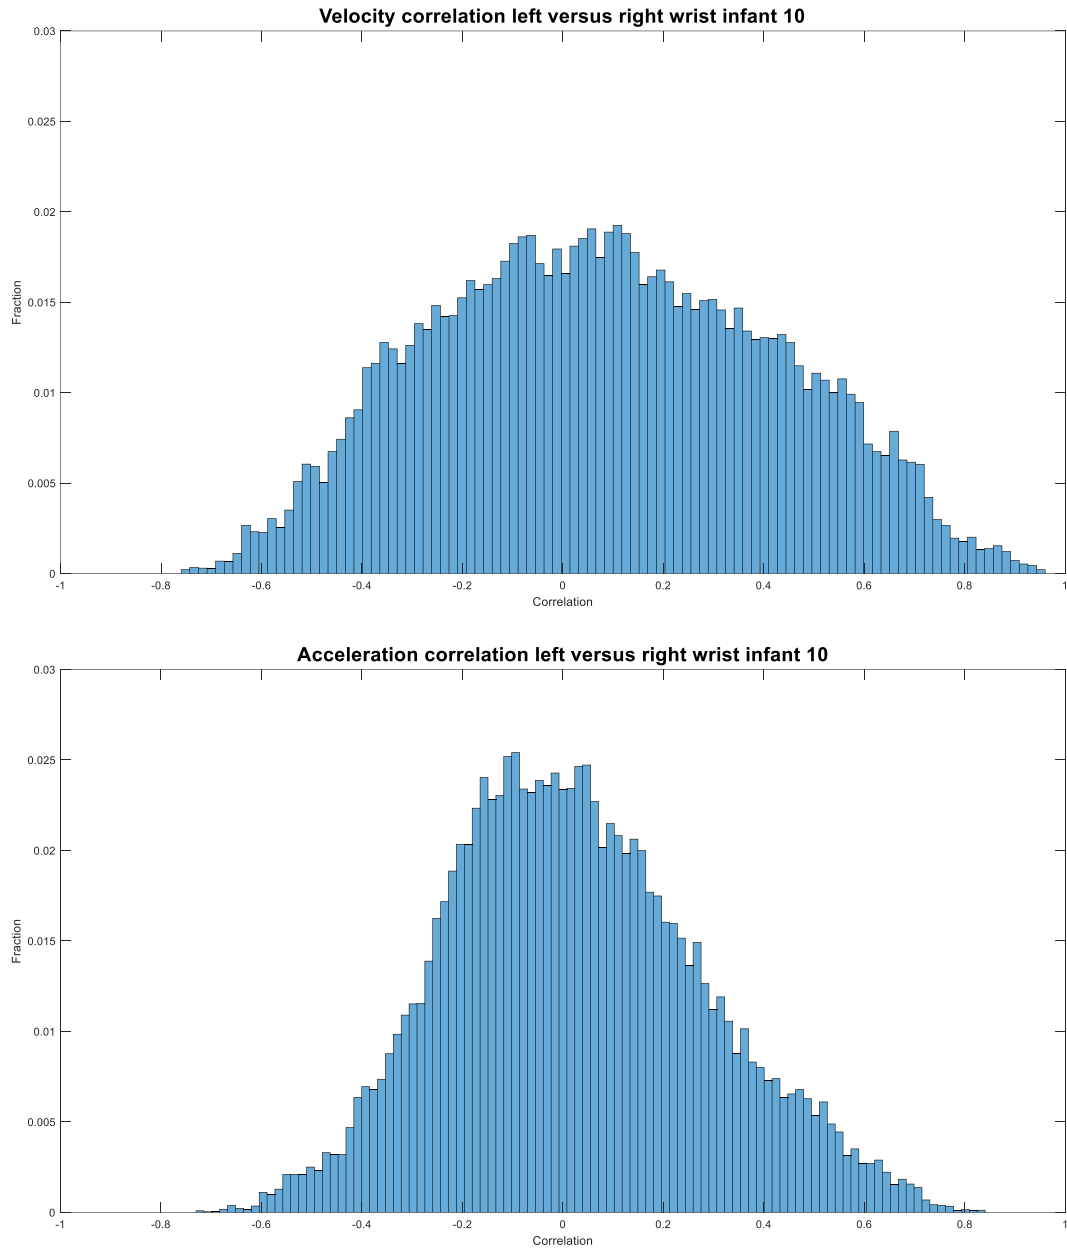 Velocity correlation left versus right wrist infant 10
0.03
0.025
0.02
0.015
0.01
0.005
0
Fraction
-1 -0.8 -0.6 -0.4 -0.2 0 0.2 0.4 0.6 0.8 1
Correlation
Acceleration correlation left versus right wrist infant 10
0.03
0.025
0.02
0.015
0.01
0.005
0
Fraction
-1 -0.8 -0.6 -0.4 -0.2 0 0.2 0.4 0.6 0.8 1
Correlation